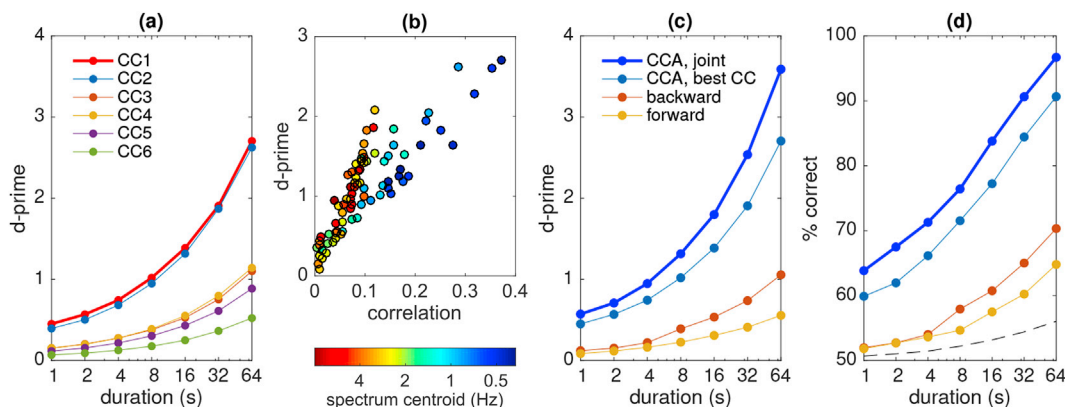 (a)
4
3
2
1
0
d-prime
CC1
CC2
CC3
CC4
CC5
CC6
1 2 4 8 16 32 64
duration (s)
(b)
3
2
1
0
d-prime
0 0.1 0.2 0.3 0.4
correlation
4 2 1 0.5
spectrum centroid (Hz)
(c)
4
3
2
1
0
d-prime
CCA, joint
CCA, best CC
backward
forward
1 2 4 8 16 32 64
duration (s)
(d)
100
90
80
70
60
50
% correct
1 2 4 8 16 32 64
duration (s)